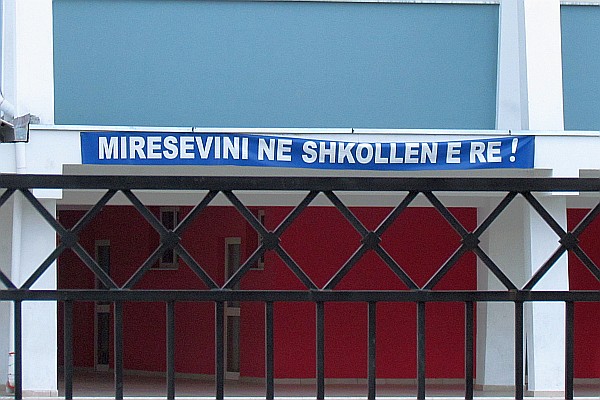 MIRESEVINI NE SHKOLLEN E RE !